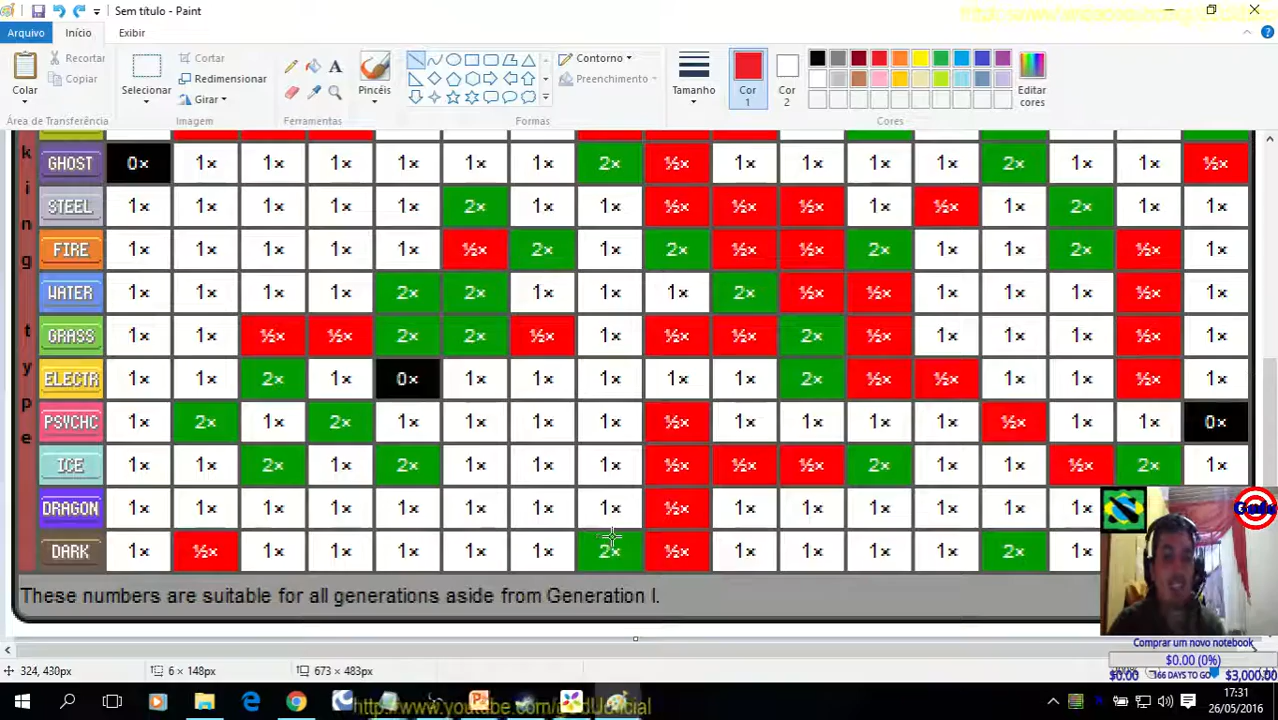 Sem título - Paint
Arquivo Início Exibir
Colar
Recortar
Copiar
Área de Transferência
Selecionar
Cortar
Redimensionar
Girar
Imagem
Pincéis
Ferramentas
Contorno
Preenchimento
Formas
Tamanho
Cor 1
Cor 2
Editar cores
Cores
k i n g t y p e
GHOST 0× 1× 1× 1× 1× 1× 1× 2× ½× 1× 1× 1× 1× 2× 1× 1× ½×
STEEL 1× 1× 1× 1× 1× 2× 1× 1× ½× ½× ½× 1× ½× 1× 2× 1× 1×
FIRE 1× 1× 1× 1× 1× ½× 2× 1× 2× ½× ½× 2× 1× 1× 2× ½× 1×
WATER 1× 1× 1× 1× 2× 2× 1× 1× 1× 2× ½× ½× 1× 1× 1× ½× 1×
GRASS 1× 1× ½× ½× 2× 2× ½× 1× ½× ½× 2× ½× 1× 1× 1× ½× 1×
ELECTR 1× 1× 2× 1× 0× 1× 1× 1× 1× 1× 2× ½× ½× 1× 1× ½× 1×
PSYCHC 1× 2× 1× 2× 1× 1× 1× 1× ½× 1× 1× 1× 1× ½× 1× 1× 0×
ICE 1× 1× 2× 1× 2× 1× 1× 1× ½× ½× ½× 2× 1× 1× ½× 2× 1×
DRAGON 1× 1× 1× 1× 1× 1× 1× 1× ½× 1× 1× 1× 1× 1× 1×
DARK 1× ½× 1× 1× 1× 1× 1× 2× ½× 1× 1× 1× 1× 2× 1×
These numbers are suitable for all generations aside from Generation I.
Comprar um novo notebook
$0.00 (0%)
$0.00 166 DAYS TO GO $3,000.00
324, 430px 6 × 148px 673 × 483px
17:31
26/05/2016